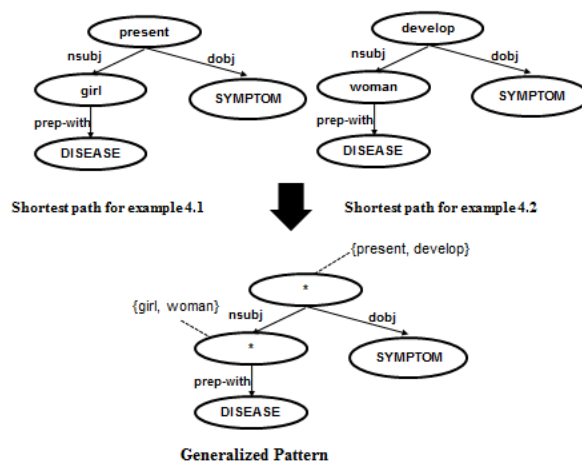 present
develop
nsubj
dobj
nsubj
dobj
girl
SYMPTOM
woman
SYMPTOM
prep-with
prep-with
DISEASE
DISEASE
Shortest path for example 4.1
Shortest path for example 4.2
{present, develop}
{girl, woman}
*
nsubj
dobj
*
SYMPTOM
prep-with
DISEASE
Generalized Pattern